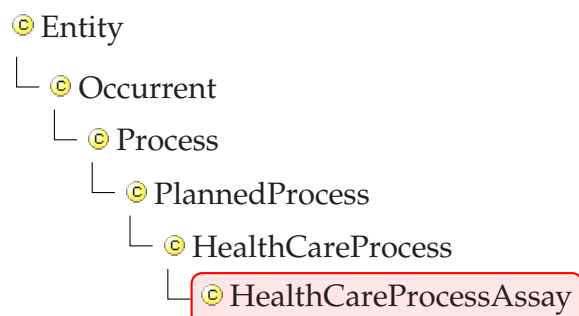 © Entity
© Occurrent
© Process
© PlannedProcess
© HealthCareProcess
© HealthCareProcessAssay